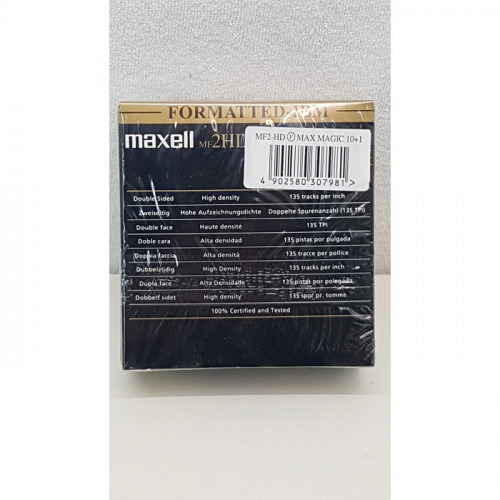 FORMATTED-IBM
maxell MF2HD
MF2-HD Ⓕ MAX MAGIC 10+1
4 902580 307981 >
Double Sided High density 135 tracks per inch
Zweiseitig Hohe Aufzeichnungsdichte Doppelte Spurenanzahl (135 TPI)
Double face Haute densité 135 TPI
Doble cara Alta densidad 135 pistas por pulgada
Doppia faccia Alta densità 135 tracce per pollice
Dubbelzijdig High Density 135 tracks per inch
Dupla face Alta Densidade 135 pistas por polegada
Dobbelt sidet High density 135 spor pr. tomme
100% Certified and Tested